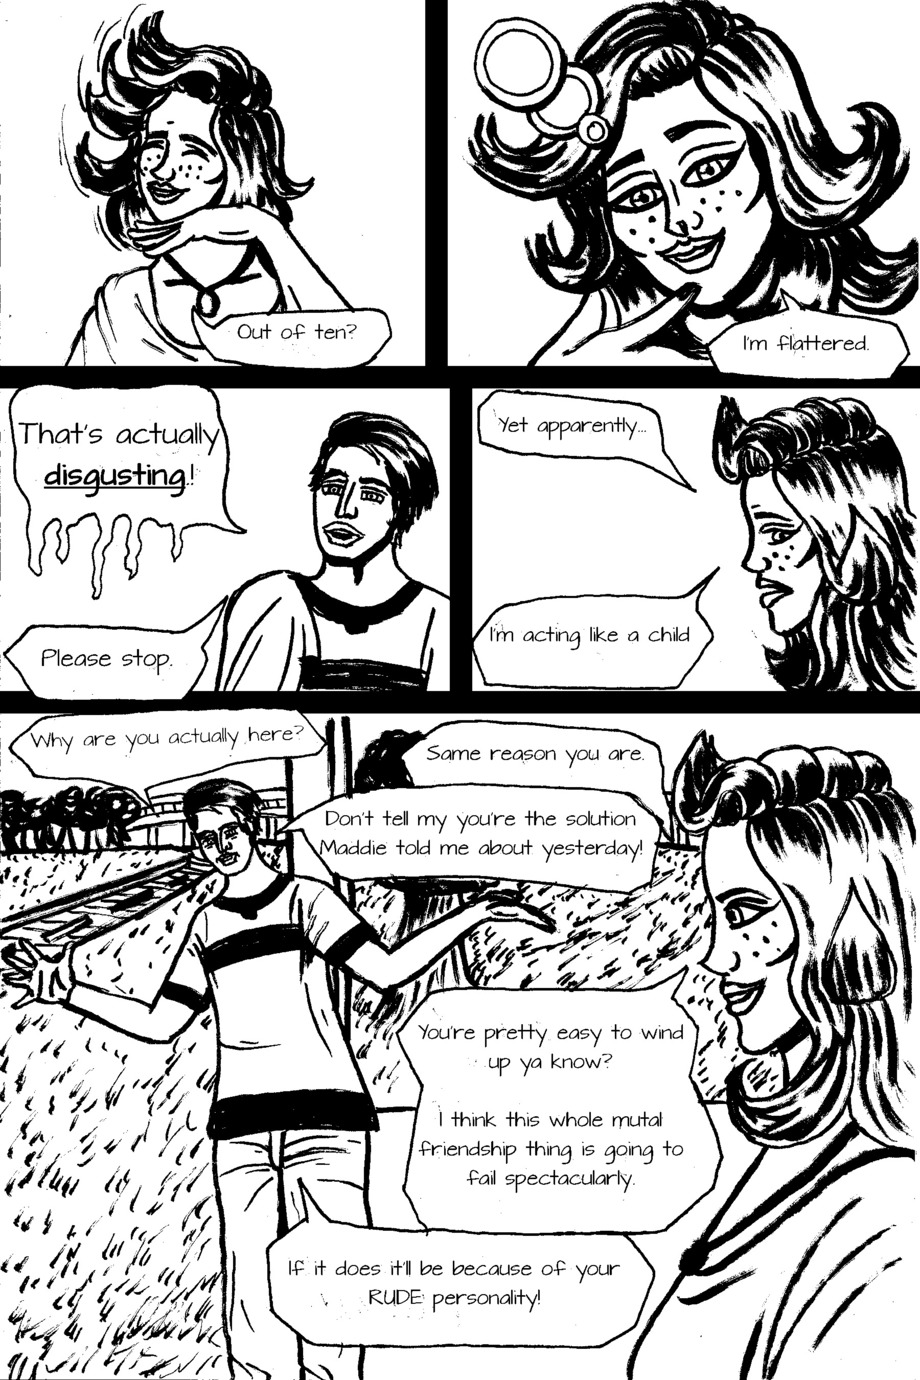 Out of ten?
I'm flattered.
That's actually
disgusting!
Please stop.
Yet apparently...
I'm acting like a child
Why are you actually here?
Same reason you are.
Don't tell my you're the solution
Maddie told me about yesterday!
You're pretty easy to wind
up ya know?
I think this whole mutal
friendship thing is going to
fail spectacularly.
If it does it'll be because of your
RUDE personality!